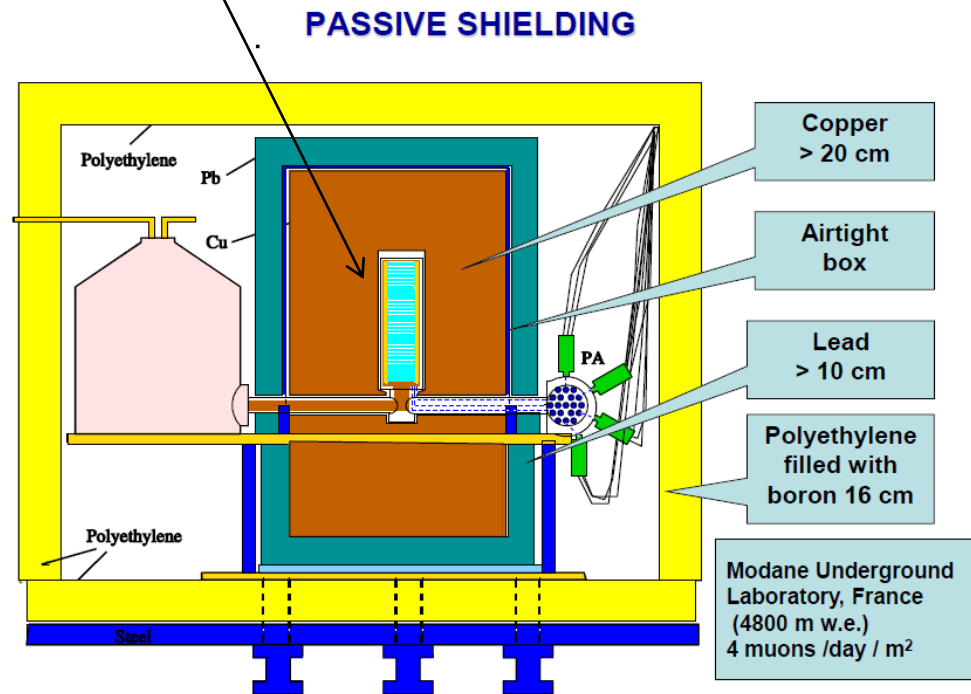 PASSIVE SHIELDING
Polyethylene
Pb
Cu
PA
Copper
> 20 cm
Airtight
box
Lead
> 10 cm
Polyethylene
filled with
boron 16 cm
Polyethylene
Steel
Modane Underground
Laboratory, France
(4800 m w.e.)
4 muons /day / m²